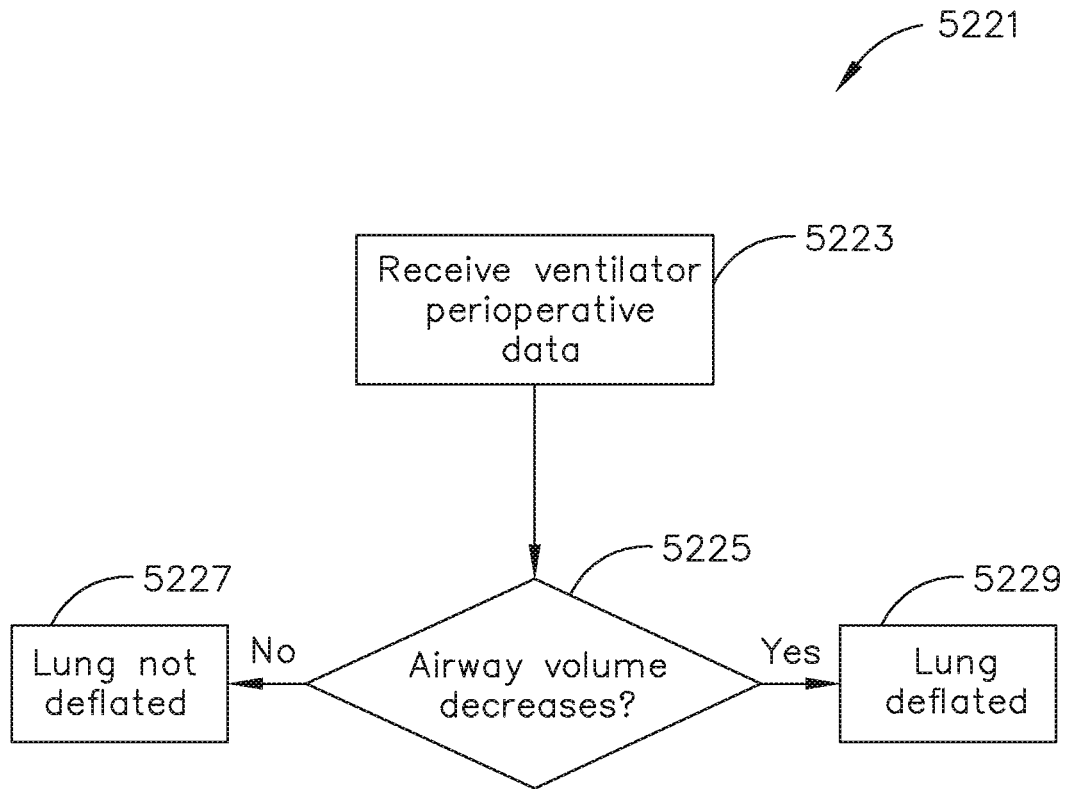 5221
5223
Receive ventilator
perioperative
data
5225
5227
5229
No
Yes
Lung not
deflated
Airway volume
decreases?
Lung
deflated